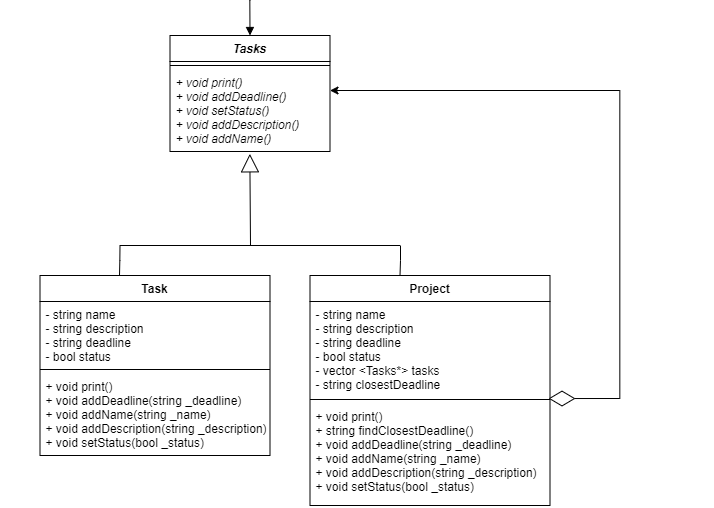 Tasks
+ void print()
+ void addDeadline()
+ void setStatus()
+ void addDescription()
+ void addName()
Task
- string name
- string description
- string deadline
- bool status
+ void print()
+ void addDeadline(string _deadline)
+ void addName(string _name)
+ void addDescription(string _description)
+ void setStatus(bool _status)
Project
- string name
- string description
- string deadline
- bool status
- vector <Tasks*> tasks
- string closestDeadline
+ void print()
+ string findClosestDeadline()
+ void addDeadline(string _deadline)
+ void addName(string _name)
+ void addDescription(string _description)
+ void setStatus(bool _status)